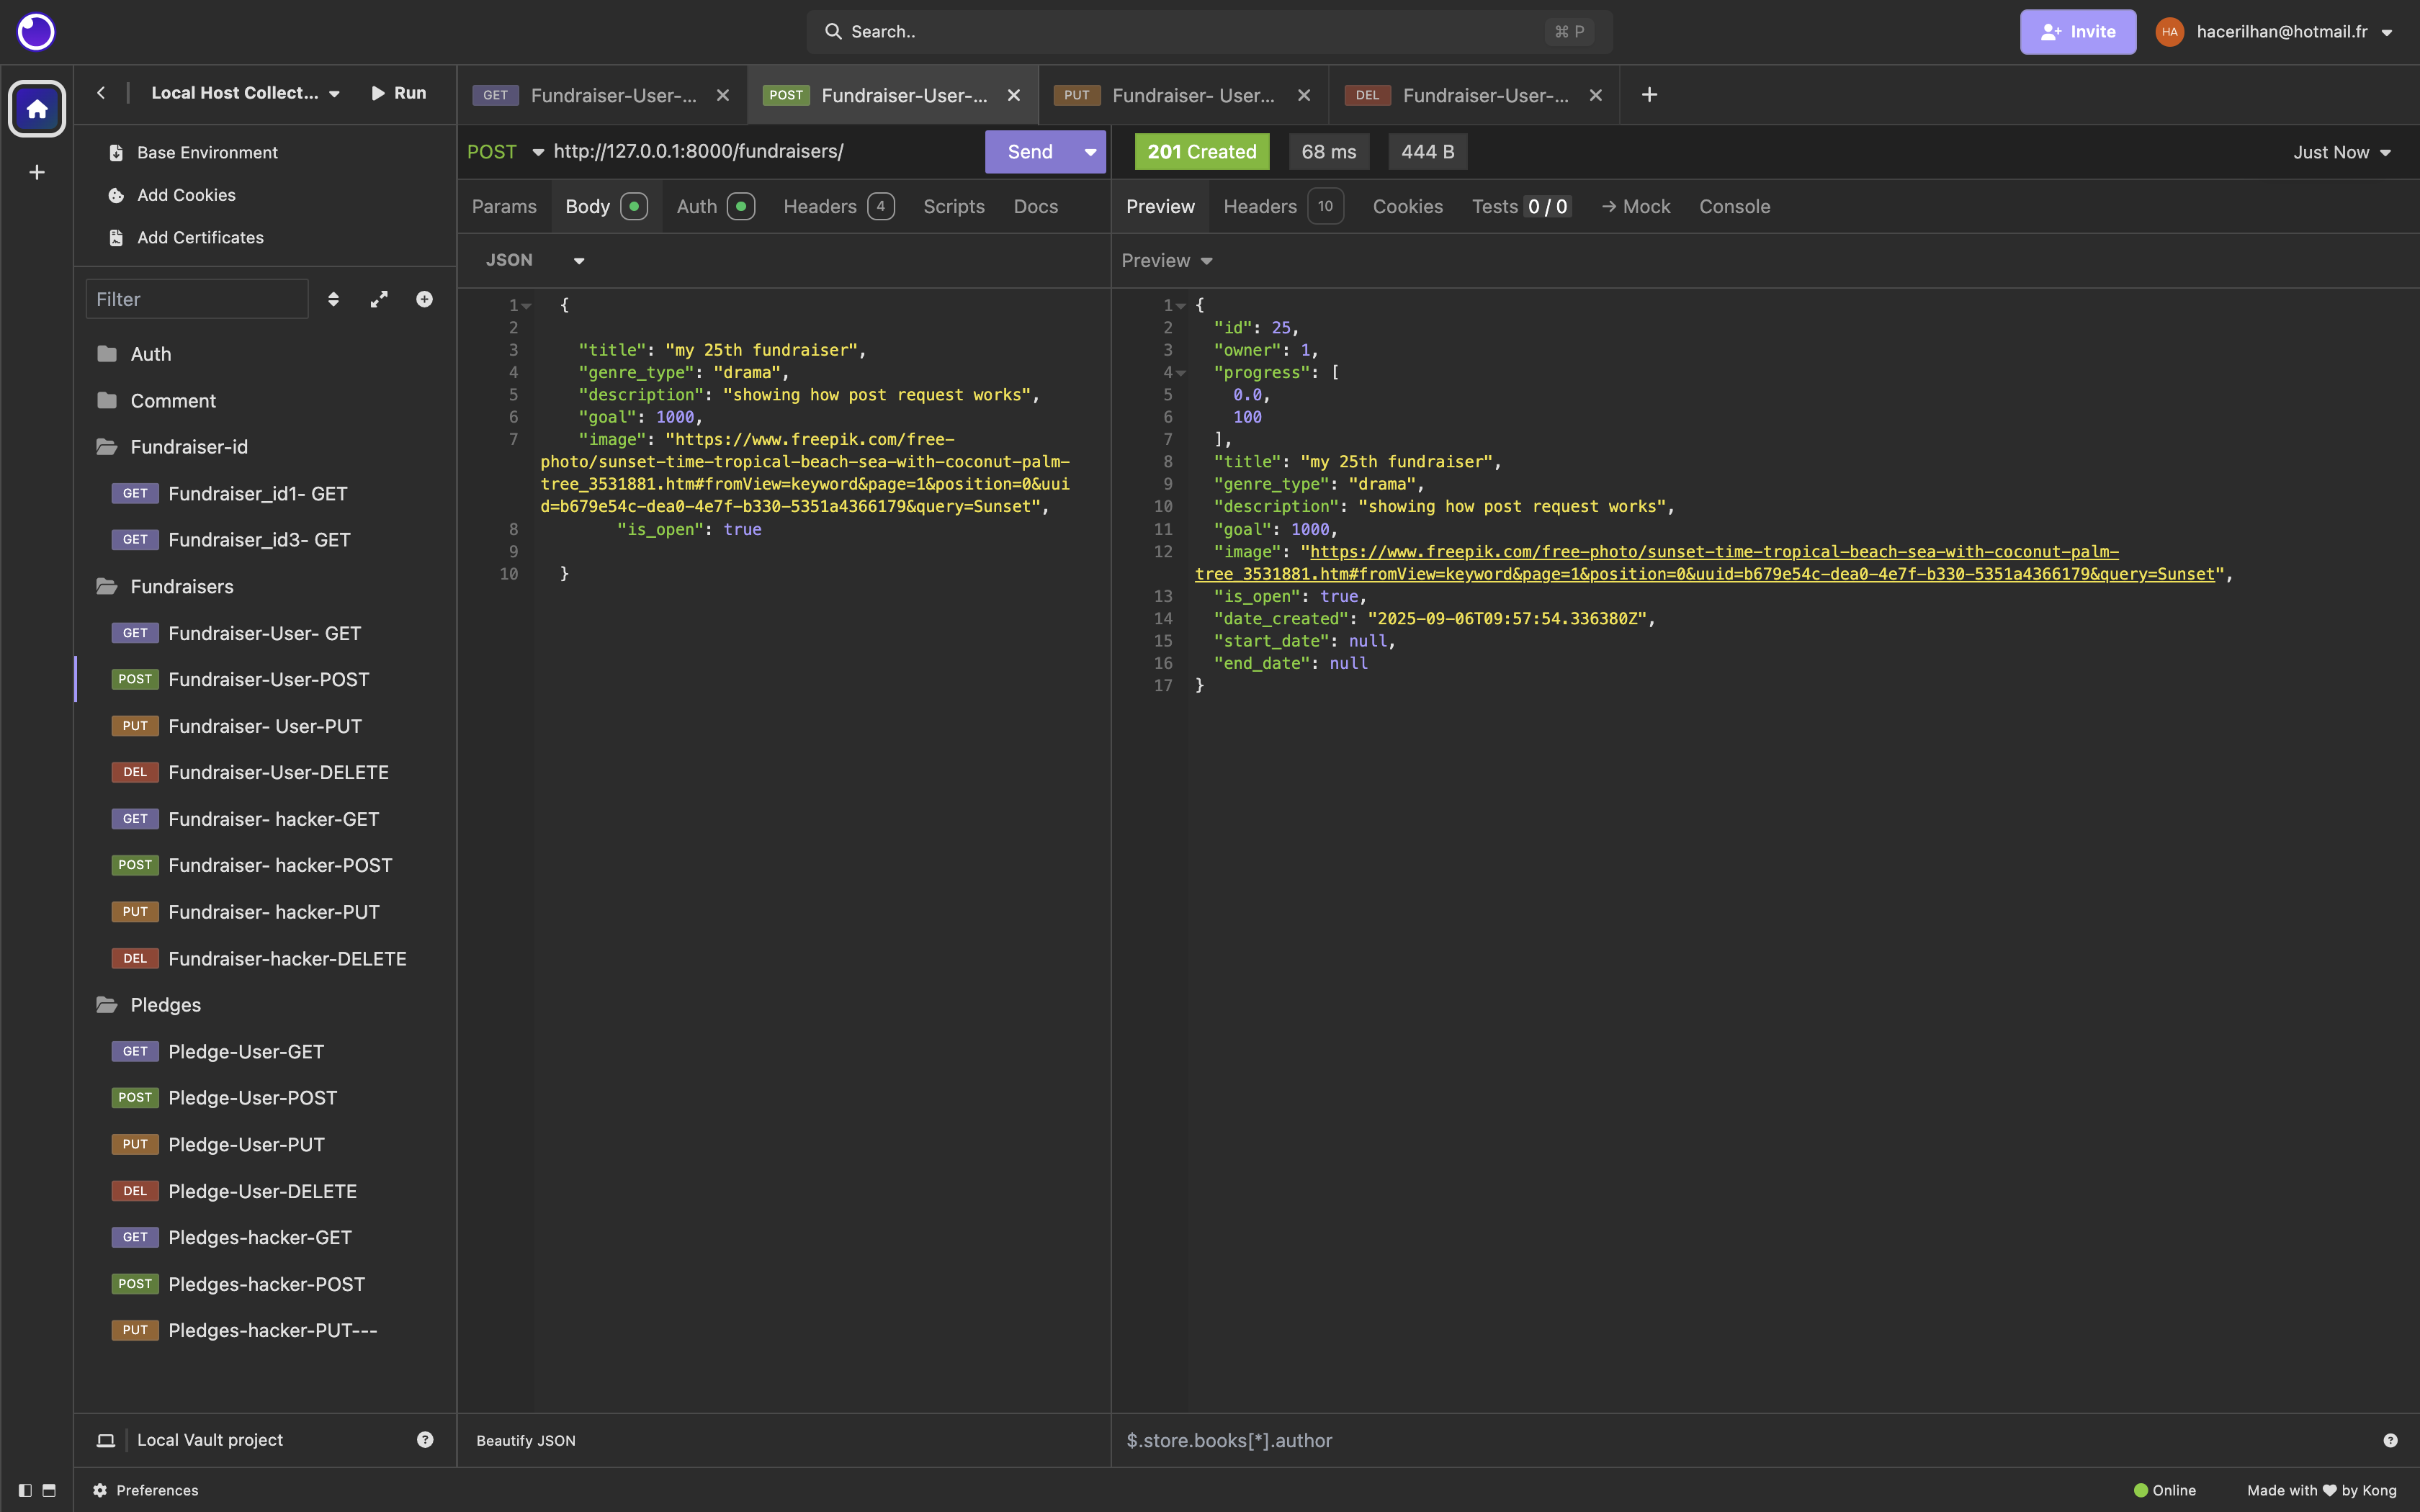 Search..
⌘ P
Invite
HA
hacerilhan@hotmail.fr
Local Host Collect...
Run
Base Environment
Add Cookies
Add Certificates
Filter
Auth
Comment
Fundraiser-id
GET Fundraiser_id1- GET
GET Fundraiser_id3- GET
Fundraisers
GET Fundraiser-User- GET
POST Fundraiser-User-POST
PUT Fundraiser- User-PUT
DEL Fundraiser-User-DELETE
GET Fundraiser- hacker-GET
POST Fundraiser- hacker-POST
PUT Fundraiser- hacker-PUT
DEL Fundraiser-hacker-DELETE
Pledges
GET Pledge-User-GET
POST Pledge-User-POST
PUT Pledge-User-PUT
DEL Pledge-User-DELETE
GET Pledges-hacker-GET
POST Pledges-hacker-POST
PUT Pledges-hacker-PUT---
Local Vault project
GET Fundraiser-User-...
POST Fundraiser-User-...
PUT Fundraiser- User...
DEL Fundraiser-User-...
POST http://127.0.0.1:8000/fundraisers/
Send
Params Body Auth Headers 4 Scripts Docs
JSON
1 {
2
3 "title": "my 25th fundraiser",
4 "genre_type": "drama",
5 "description": "showing how post request works",
6 "goal": 1000,
7 "image": "https://www.freepik.com/free-
photo/sunset-time-tropical-beach-sea-with-coconut-palm-
tree_3531881.htm#fromView=keyword&page=1&position=0&uui
d=b679e54c-dea0-4e7f-b330-5351a4366179&query=Sunset",
8 "is_open": true
9
10 }
Beautify JSON
201 Created
68 ms
444 B
Just Now
Preview Headers 10 Cookies Tests 0 / 0 → Mock Console
Preview
1 {
2 "id": 25,
3 "owner": 1,
4 "progress": [
5 0.0,
6 100
7 ],
8 "title": "my 25th fundraiser",
9 "genre_type": "drama",
10 "description": "showing how post request works",
11 "goal": 1000,
12 "image": "https://www.freepik.com/free-photo/sunset-time-tropical-beach-sea-with-coconut-palm-
tree_3531881.htm#fromView=keyword&page=1&position=0&uuid=b679e54c-dea0-4e7f-b330-5351a4366179&query=Sunset",
13 "is_open": true,
14 "date_created": "2025-09-06T09:57:54.336380Z",
15 "start_date": null,
16 "end_date": null
17 }
$.store.books[*].author
Preferences
Online
Made with ♥ by Kong